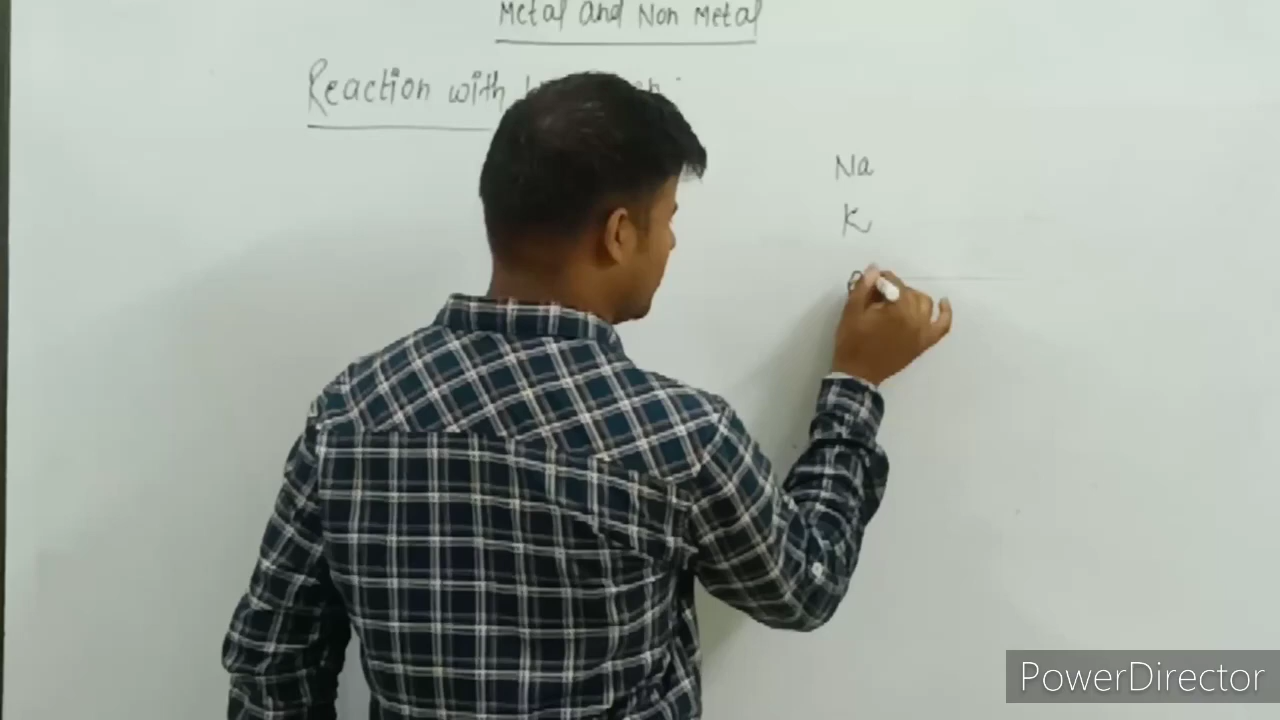 Metal and Non Metal
Reaction with
Na
K
PowerDirector